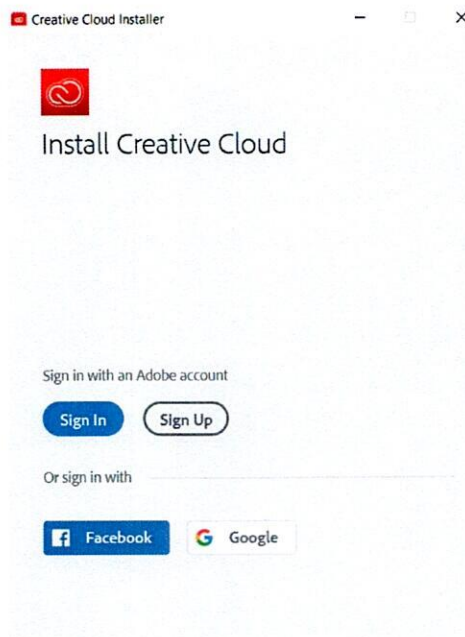 Creative Cloud Installer
Install Creative Cloud
Sign in with an Adobe account
Sign In Sign Up
Or sign in with
Facebook Google